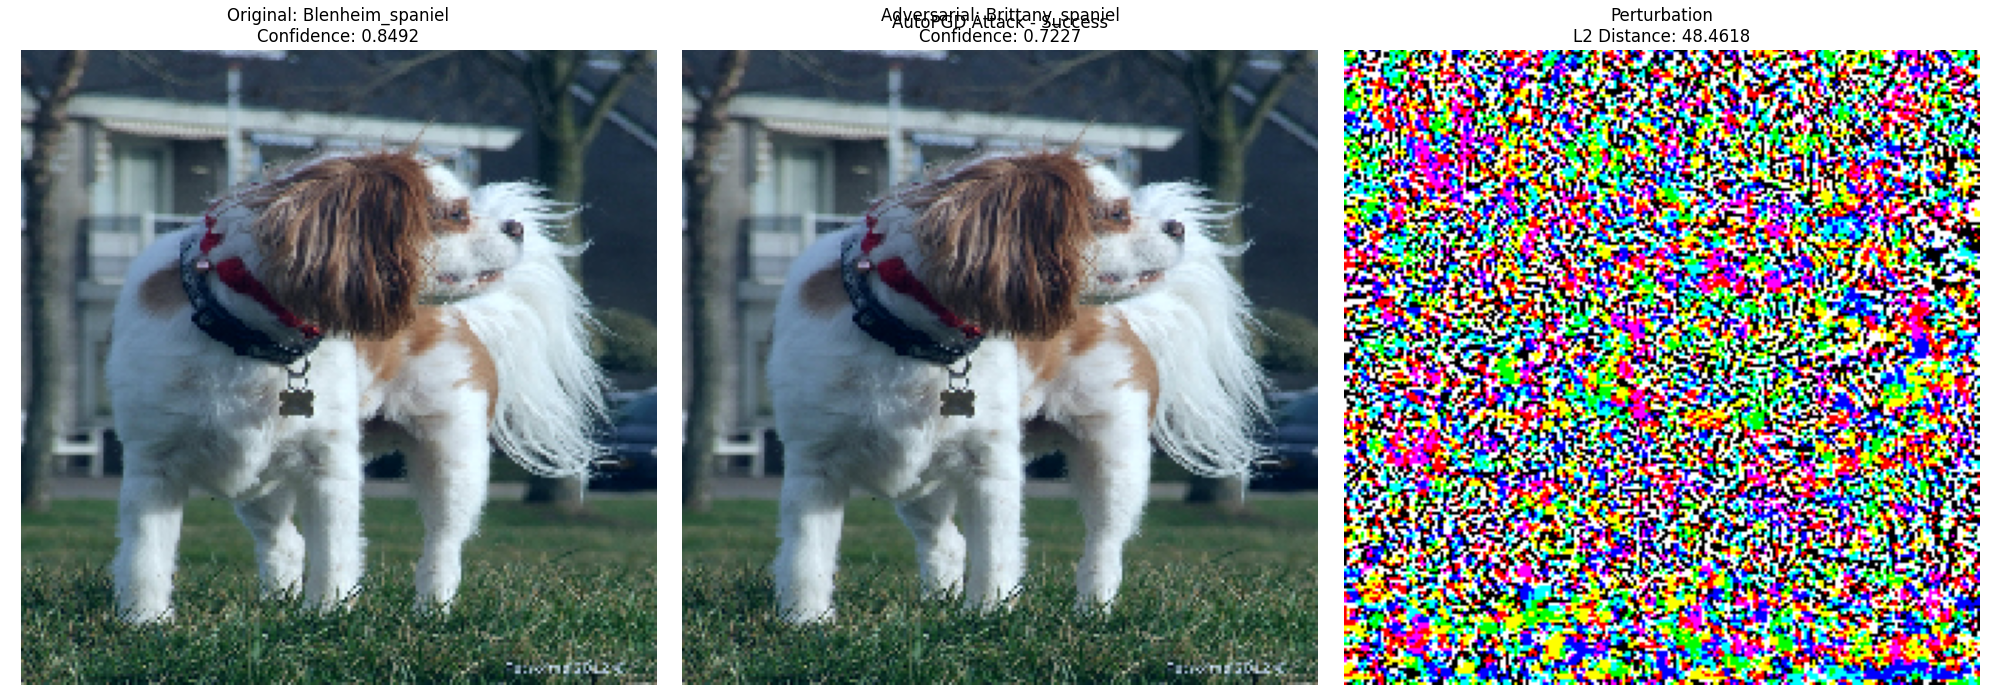 Original: Blenheim_spaniel
Confidence: 0.8492
Adversarial: Brittany_spaniel
AutoPGD Attack - Success
Confidence: 0.7227
Perturbation
L2 Distance: 48.4618